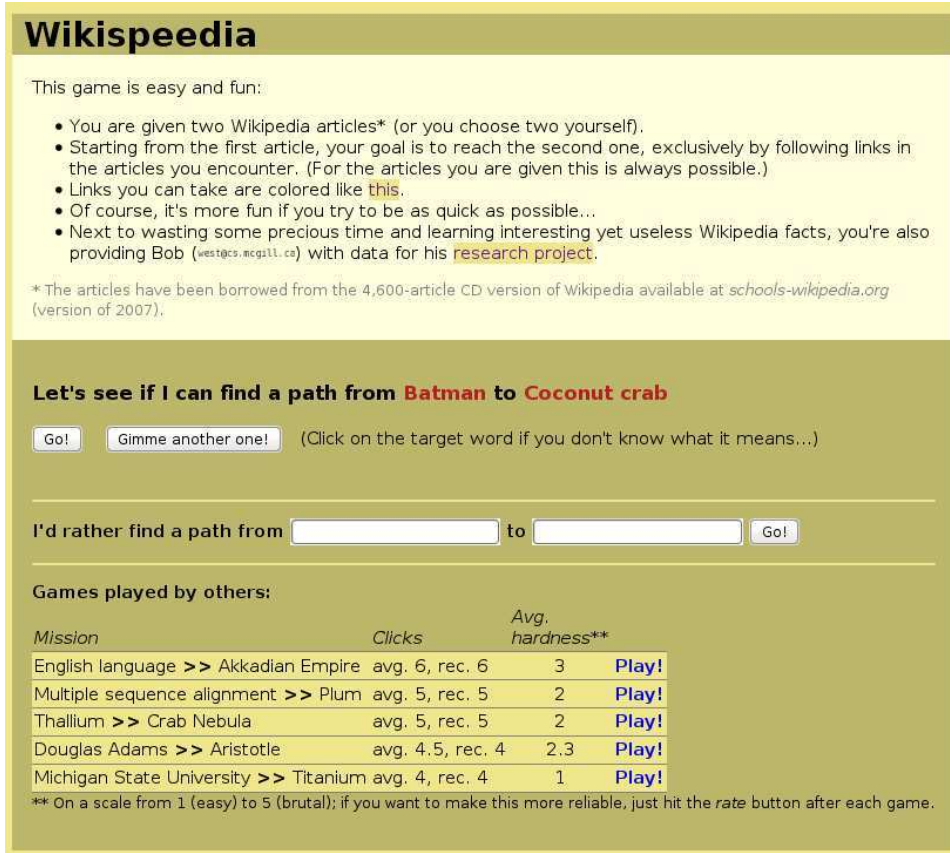 Wikispeedia
This game is easy and fun:
• You are given two Wikipedia articles* (or you choose two yourself).
• Starting from the first article, your goal is to reach the second one, exclusively by following links in
the articles you encounter. (For the articles you are given this is always possible.)
• Links you can take are colored like this.
• Of course, it's more fun if you try to be as quick as possible...
• Next to wasting some precious time and learning interesting yet useless Wikipedia facts, you're also
providing Bob (west@cs.mcgill.ca) with data for his research project.
* The articles have been borrowed from the 4,600-article CD version of Wikipedia available at schools-wikipedia.org
(version of 2007).
Let's see if I can find a path from Batman to Coconut crab
Go! Gimme another one! (Click on the target word if you don't know what it means...)
I'd rather find a path from to Go!
Games played by others:
Mission Clicks Avg.
hardness**
English language >> Akkadian Empire avg. 6, rec. 6 3 Play!
Multiple sequence alignment >> Plum avg. 5, rec. 5 2 Play!
Thallium >> Crab Nebula avg. 5, rec. 5 2 Play!
Douglas Adams >> Aristotle avg. 4.5, rec. 4 2.3 Play!
Michigan State University >> Titanium avg. 4, rec. 4 1 Play!
** On a scale from 1 (easy) to 5 (brutal); if you want to make this more reliable, just hit the rate button after each game.